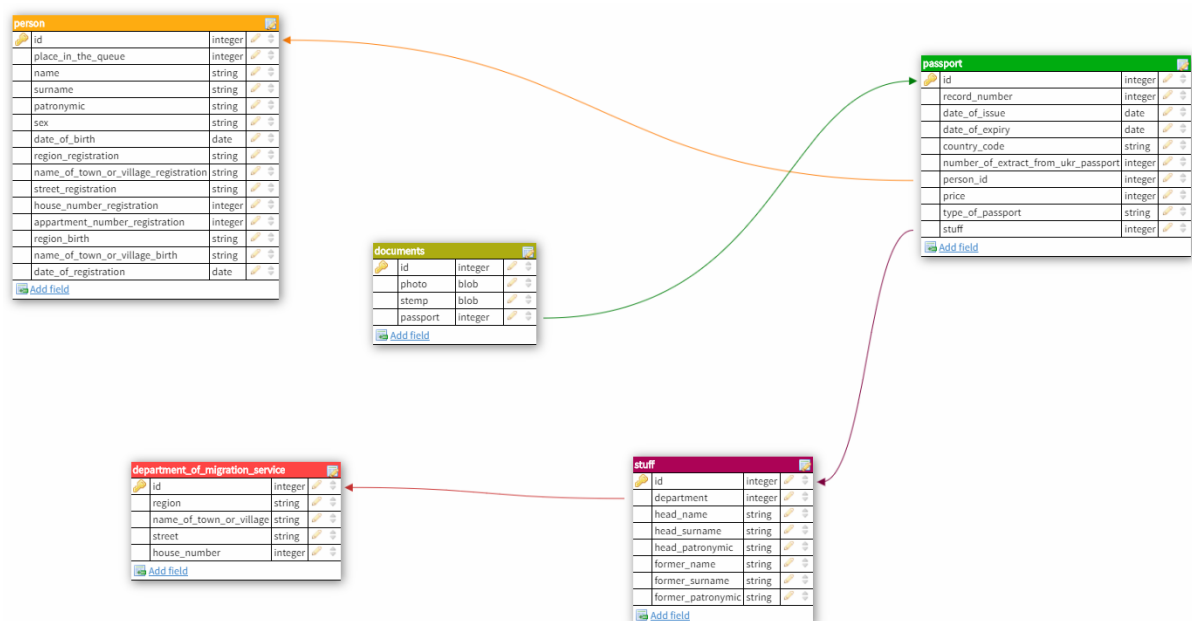 person
id integer
place_in_the_queue integer
name string
surname string
patronymic string
sex string
date_of_birth date
region_registration string
name_of_town_or_village_registration string
street_registration string
house_number_registration integer
appartment_number_registration integer
region_birth string
name_of_town_or_village_birth string
date_of_registration date
Add field
passport
id integer
record_number integer
date_of_issue date
date_of_expiry date
country_code string
number_of_extract_from_ukr_passport integer
person_id integer
price integer
type_of_passport string
stuff integer
Add field
documents
id integer
photo blob
stemp blob
passport integer
Add field
department_of_migration_service
id integer
region string
name_of_town_or_village string
street string
house_number integer
Add field
stuff
id integer
department integer
head_name string
head_surname string
head_patronymic string
former_name string
former_surname string
former_patronymic string
Add field